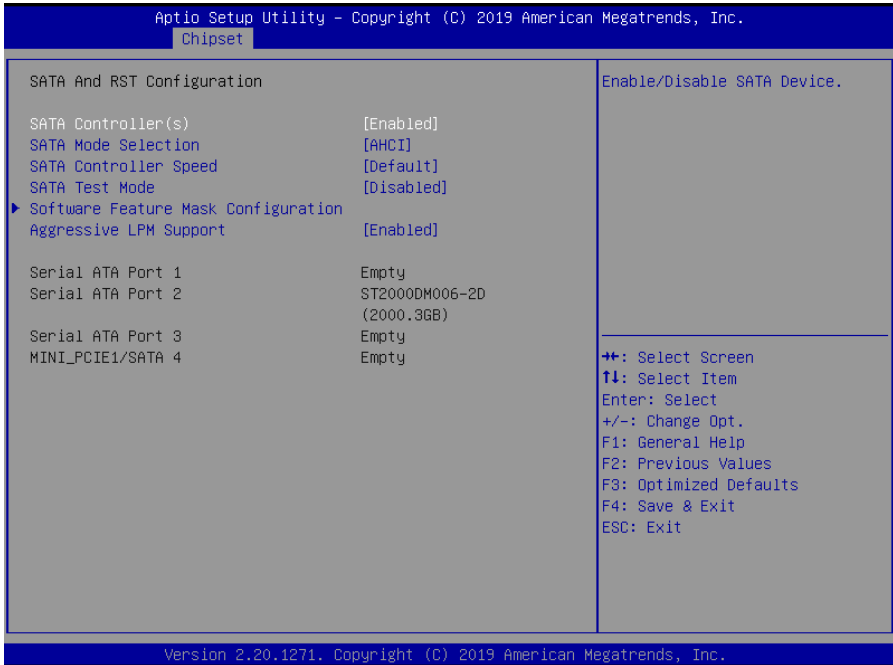 Aptio Setup Utility – Copyright (C) 2019 American Megatrends, Inc.
Chipset
SATA And RST Configuration
SATA Controller(s) [Enabled]
SATA Mode Selection [AHCI]
SATA Controller Speed [Default]
SATA Test Mode [Disabled]
Software Feature Mask Configuration
Aggressive LPM Support [Enabled]
Serial ATA Port 1 Empty
Serial ATA Port 2 ST2000DM006-2D
(2000.3GB)
Serial ATA Port 3 Empty
MINI_PCIE1/SATA 4 Empty
Enable/Disable SATA Device.
→←: Select Screen
↑↓: Select Item
Enter: Select
+/-: Change Opt.
F1: General Help
F2: Previous Values
F3: Optimized Defaults
F4: Save & Exit
ESC: Exit
Version 2.20.1271. Copyright (C) 2019 American Megatrends, Inc.